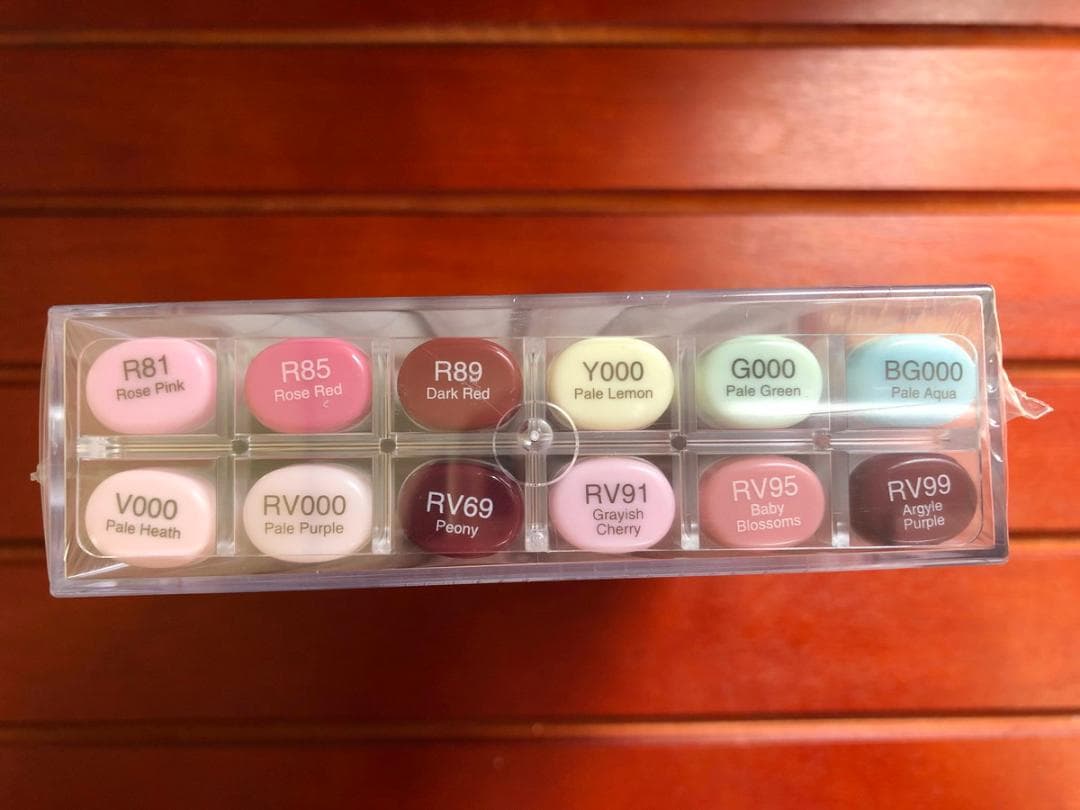 R81
Rose Pink
R85
Rose Red
R89
Dark Red
Y000
Pale Lemon
G000
Pale Green
BG000
Pale Aqua
V000
Pale Heath
RV000
Pale Purple
RV69
Peony
RV91
Grayish
Cherry
RV95
Baby
Blossoms
RV99
Argyle
Purple